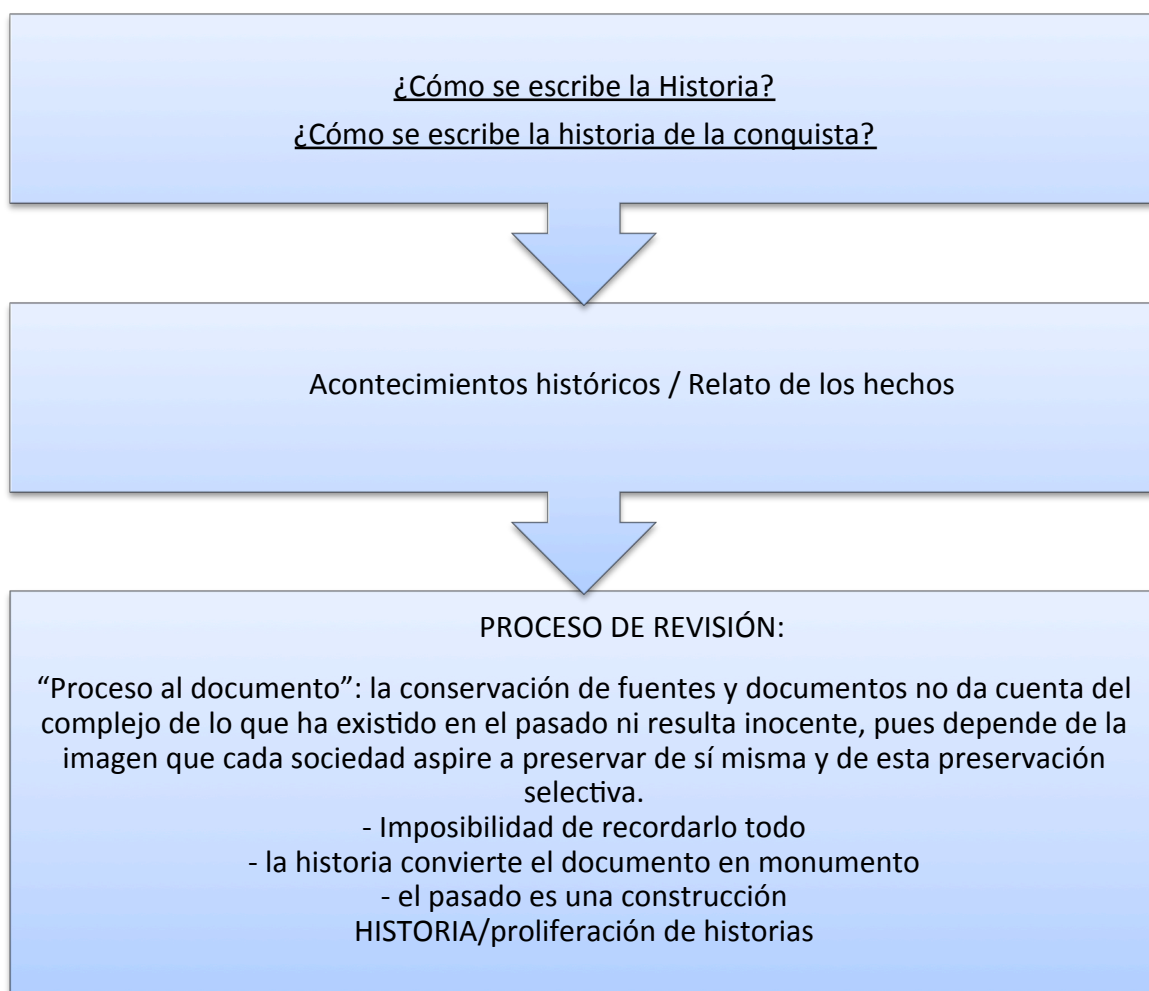 ¿Cómo se escribe la Historia?
¿Cómo se escribe la historia de la conquista?
Acontecimientos históricos / Relato de los hechos
PROCESO DE REVISIÓN:
“Proceso al documento”: la conservación de fuentes y documentos no da cuenta del
complejo de lo que ha existido en el pasado ni resulta inocente, pues depende de la
imagen que cada sociedad aspire a preservar de sí misma y de esta preservación
selectiva.
- Imposibilidad de recordarlo todo
- la historia convierte el documento en monumento
- el pasado es una construcción
HISTORIA/proliferación de historias